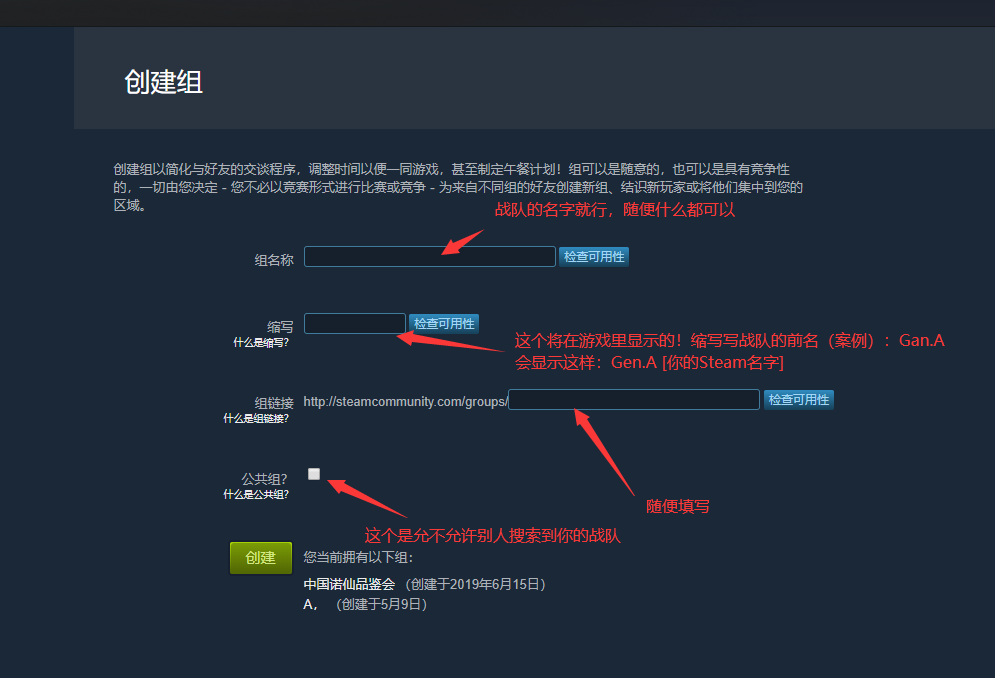 创建组
创建组以简化与好友的交谈程序，调整时间以便一同游戏，甚至制定午餐计划！组可以是随意的，也可以是具有竞争性
的，一切由您决定 - 您不必以竞赛形式进行比赛或竞争 - 为来自不同组的好友创建新组、结识新玩家或将他们集中到您的
区域。
战队的名字就行，随便什么都可以
组名称 检查可用性
缩写 检查可用性
什么是缩写？
这个将在游戏里显示的！缩写写战队的前名（案例）：Gan.A
会显示这样：Gen.A [你的Steam名字]
组链接 http://steamcommunity.com/groups/ 检查可用性
什么是组链接？
公共组？
什么是公共组？
随便填写
这个是允不允许别人搜索到你的战队
创建 您当前拥有以下组：
中国诺仙品鉴会 （创建于2019年6月15日）
A， （创建于5月9日）